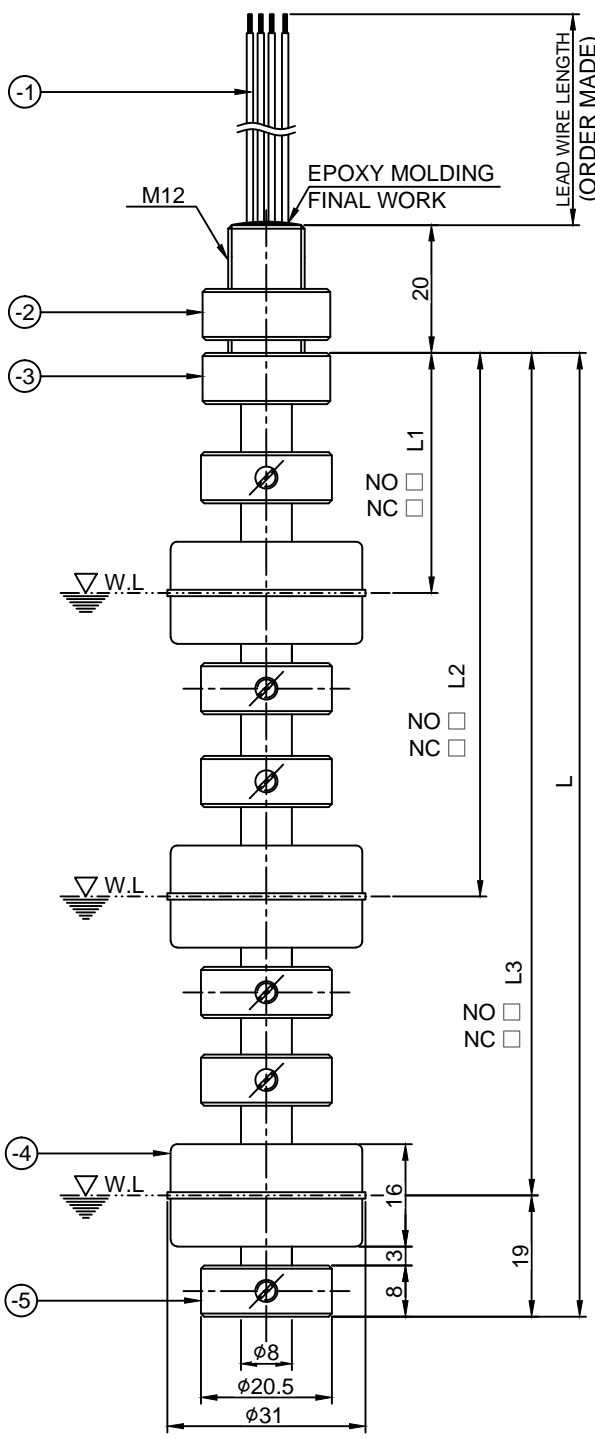 LEAD WIRE LENGTH
(ORDER MADE)
-1
EPOXY MOLDING
FINAL WORK
M12
20
-2
-3
L1
NO □
NC □
▽ W.L
L2
NO □
NC □
L
▽ W.L
L3
NO □
NC □
-4
▽ W.L
16
3
19
8
-5
ϕ8
ϕ20.5
ϕ31